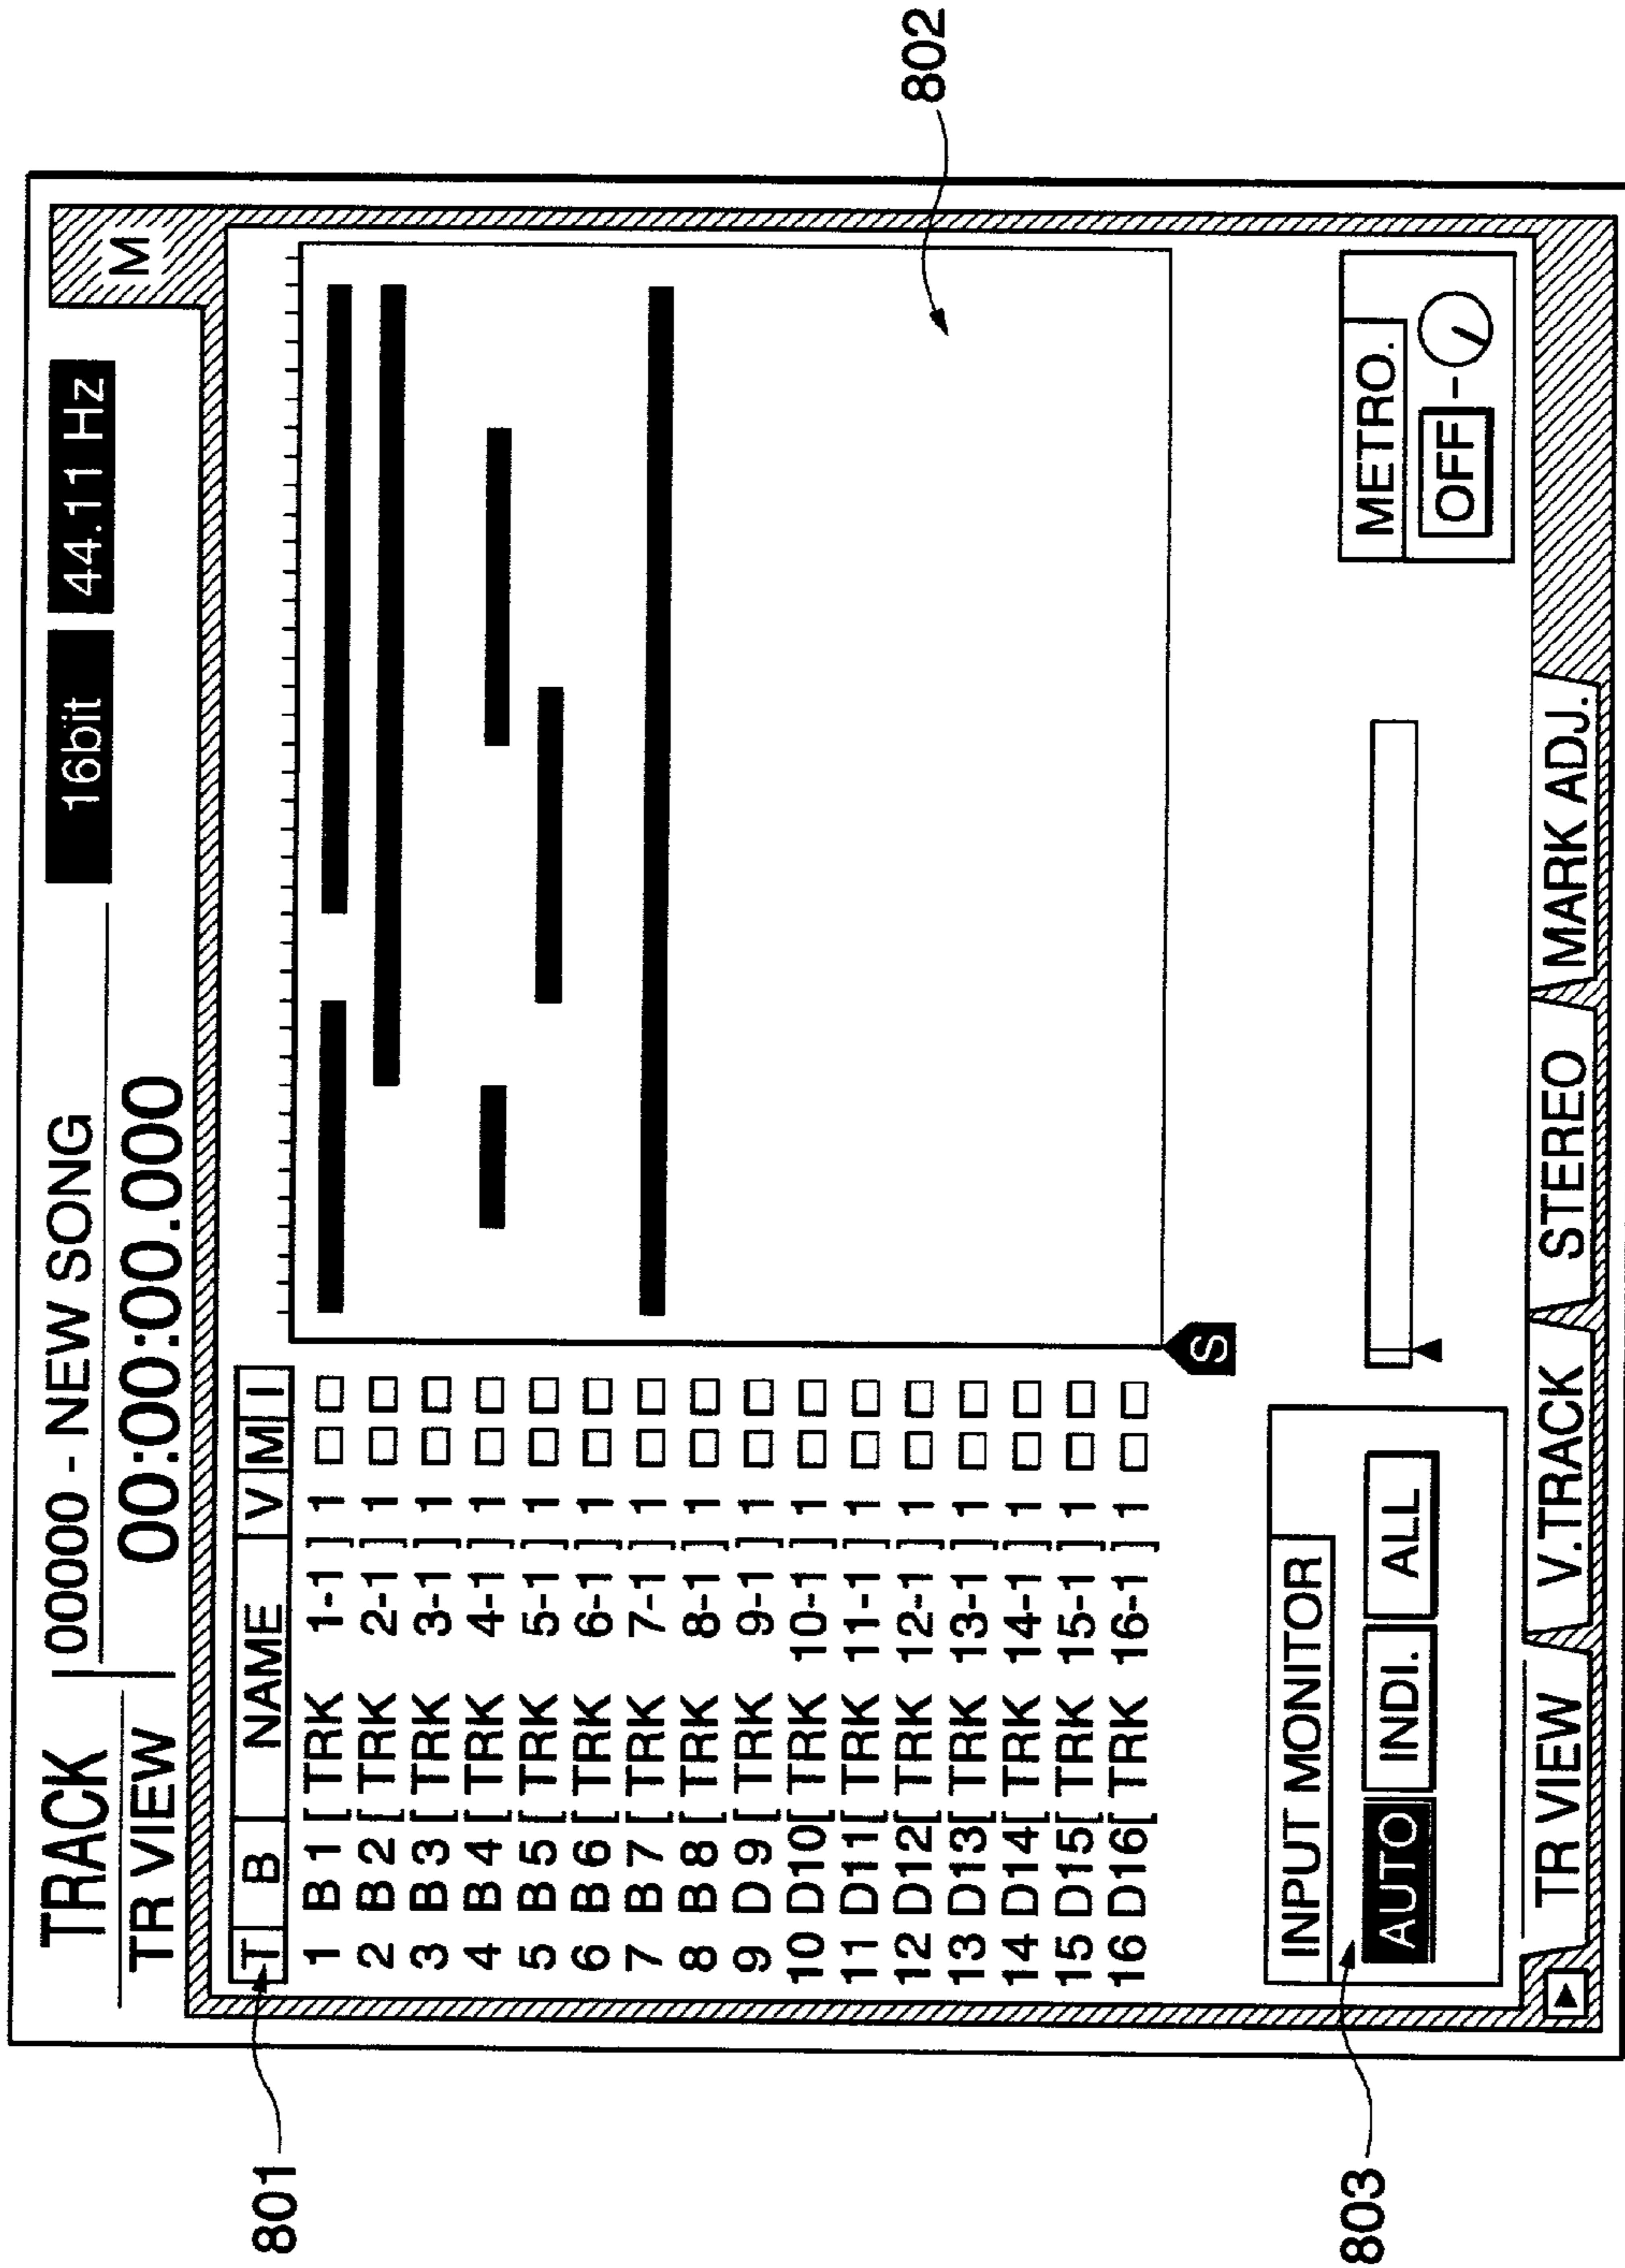 TRACK 00000 - NEW SONG 16bit 44.11 Hz
TR VIEW 00:00:00.000 M
T B NAME V M I
1 B 1 [ TRK 1-1 ] 1
2 B 2 [ TRK 2-1 ] 1
3 B 3 [ TRK 3-1 ] 1
4 B 4 [ TRK 4-1 ] 1
5 B 5 [ TRK 5-1 ] 1
6 B 6 [ TRK 6-1 ] 1
7 B 7 [ TRK 7-1 ] 1
8 B 8 [ TRK 8-1 ] 1
9 D 9 [ TRK 9-1 ] 1
10 D10 [ TRK 10-1 ] 1
11 D11 [ TRK 11-1 ] 1
12 D12 [ TRK 12-1 ] 1
13 D13 [ TRK 13-1 ] 1
14 D14 [ TRK 14-1 ] 1
15 D15 [ TRK 15-1 ] 1
16 D16 [ TRK 16-1 ] 1
S
INPUT MONITOR
AUTO INDI. ALL
METRO.
OFF
TR VIEW V.TRACK STEREO MARK ADJ.
801
802
803